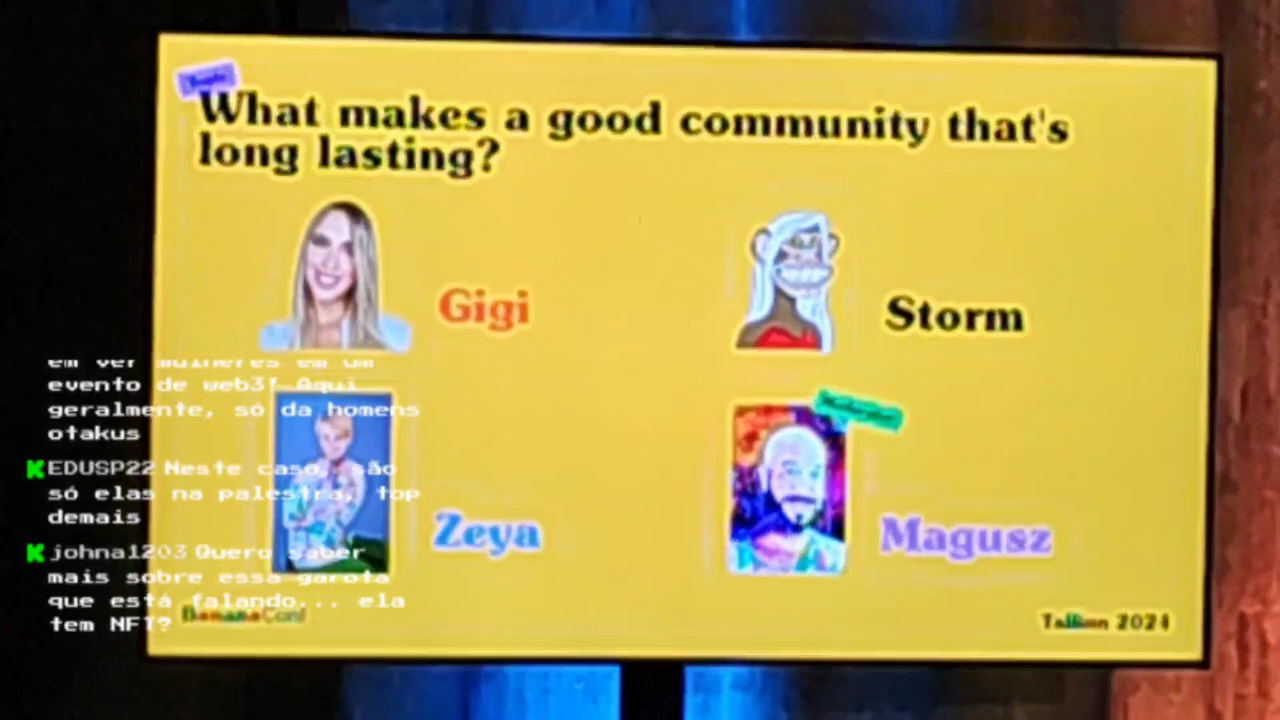 What makes a good community that's
long lasting?
Gigi
Storm
Zeya
Magusz
BananaConf
Tallinn 2024
em ver mulheres em um
evento de web3! Aqui
geralmente, só da homens
otakus
EDUSP22 Neste caso, são
só elas na palestra, top
demais
johna1203 Quero saber
mais sobre essa garota
que está falando... ela
tem NFT?